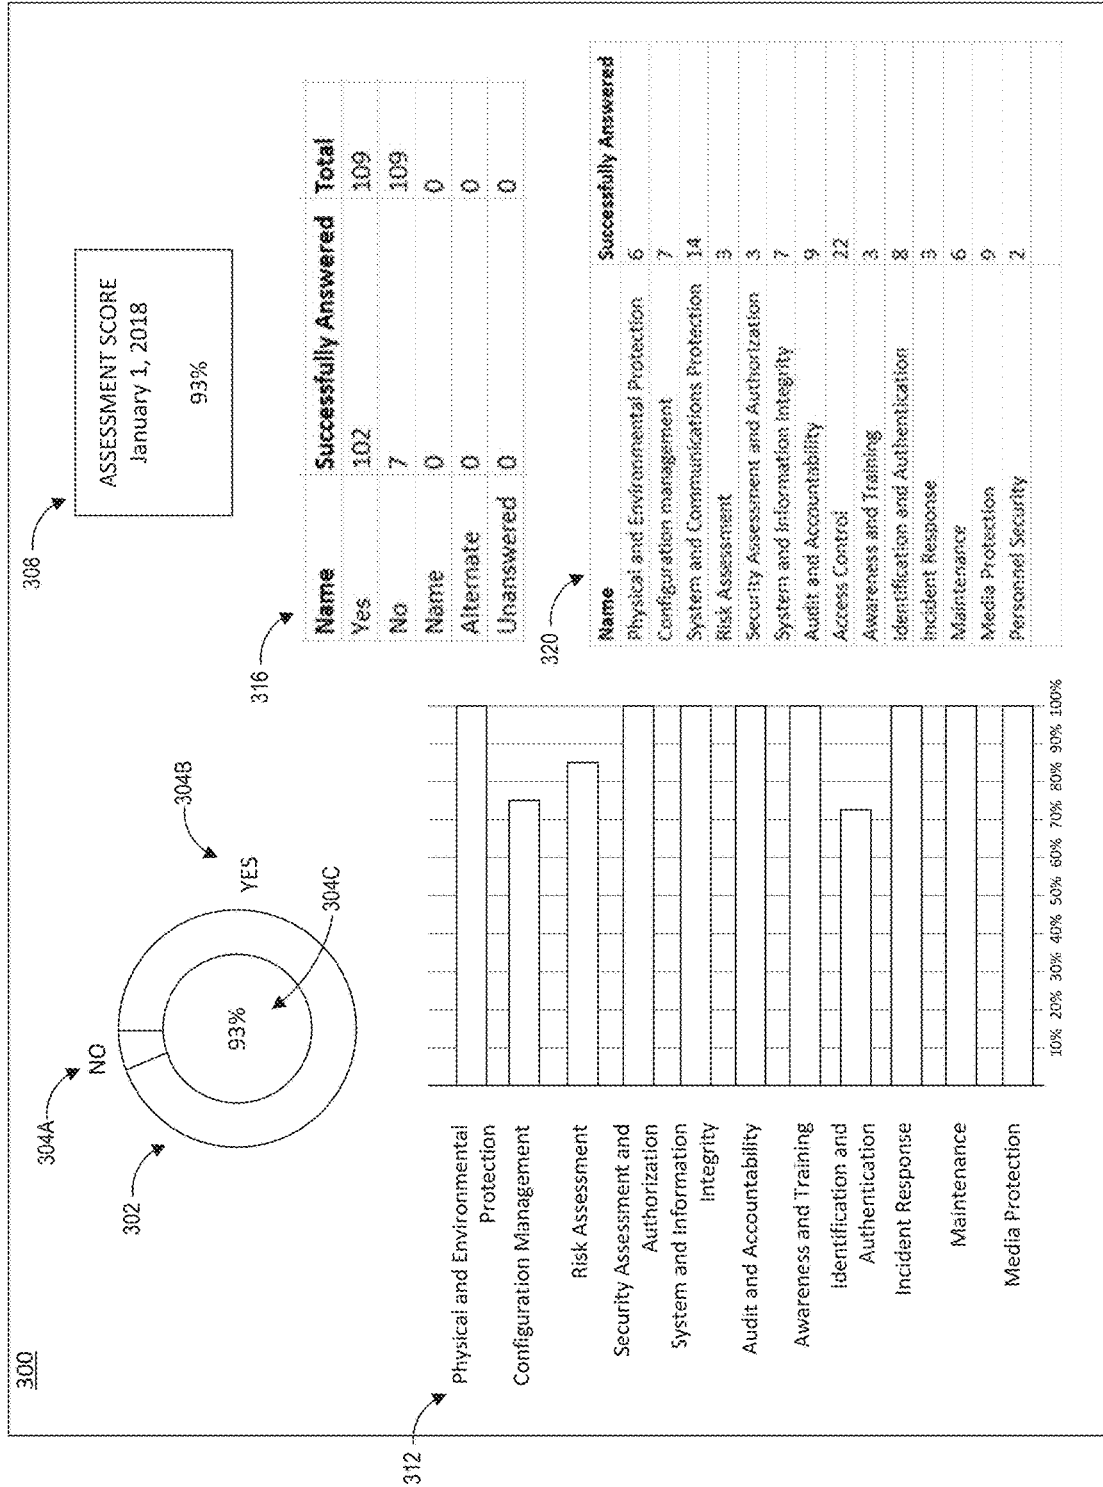 300
302
304A
NO
93%
304C
YES
304B
308
ASSESSMENT SCORE
January 1, 2018
93%
312
Physical and Environmental
Protection
Configuration Management
Risk Assessment
Security Assessment and
Authorization
System and Information
Integrity
Audit and Accountability
Awareness and Training
Identification and
Authentication
Incident Response
Maintenance
Media Protection
10% 20% 30% 40% 50% 60% 70% 80% 90% 100%
316
Name Successfully Answered Total
Yes 102 109
No 7 109
Name 0 0
Alternate 0 0
Unanswered 0 0
320
Name Successfully Answered
Physical and Environmental Protection 6
Configuration management 7
System and Communications Protection 14
Risk Assessment 3
Security Assessment and Authorization 3
System and Information Integrity 7
Audit and Accountability 9
Access Control 22
Awareness and Training 3
Identification and Authentication 8
Incident Response 3
Maintenance 6
Media Protection 9
Personnel Security 2